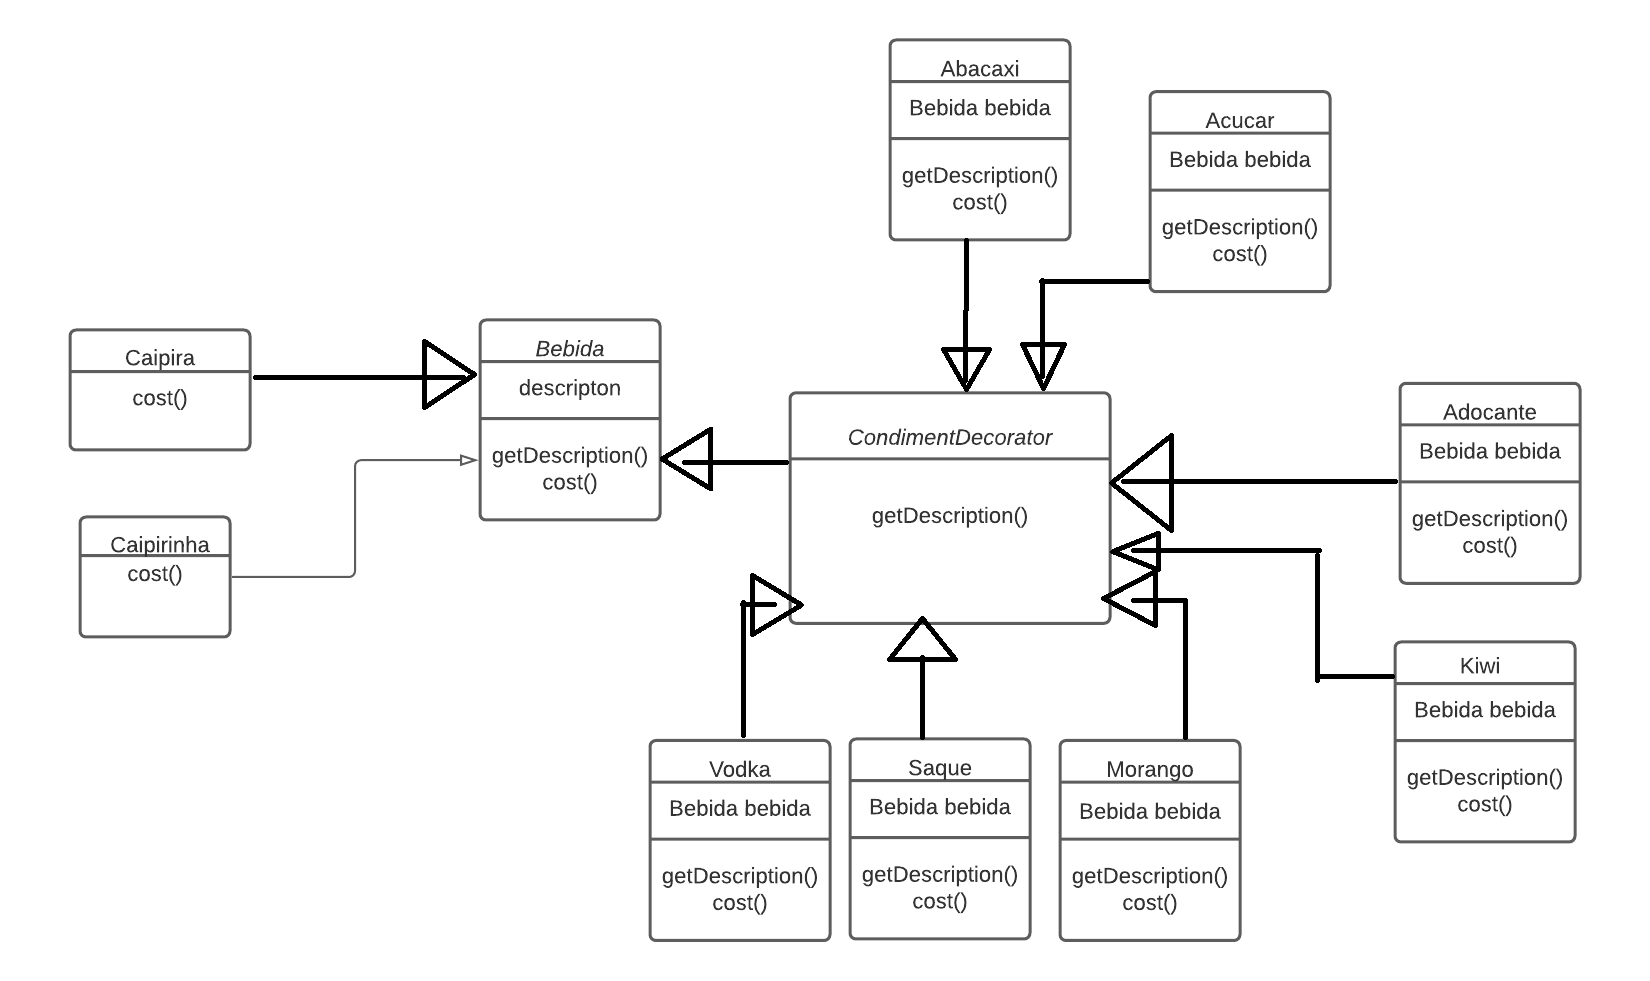 Abacaxi
Bebida bebida
getDescription()
cost()
Acucar
Bebida bebida
getDescription()
cost()
Caipira
cost()
Bebida
descripton
getDescription()
cost()
CondimentDecorator
getDescription()
Adocante
Bebida bebida
getDescription()
cost()
Caipirinha
cost()
Kiwi
Bebida bebida
getDescription()
cost()
Vodka
Bebida bebida
getDescription()
cost()
Saque
Bebida bebida
getDescription()
cost()
Morango
Bebida bebida
getDescription()
cost()